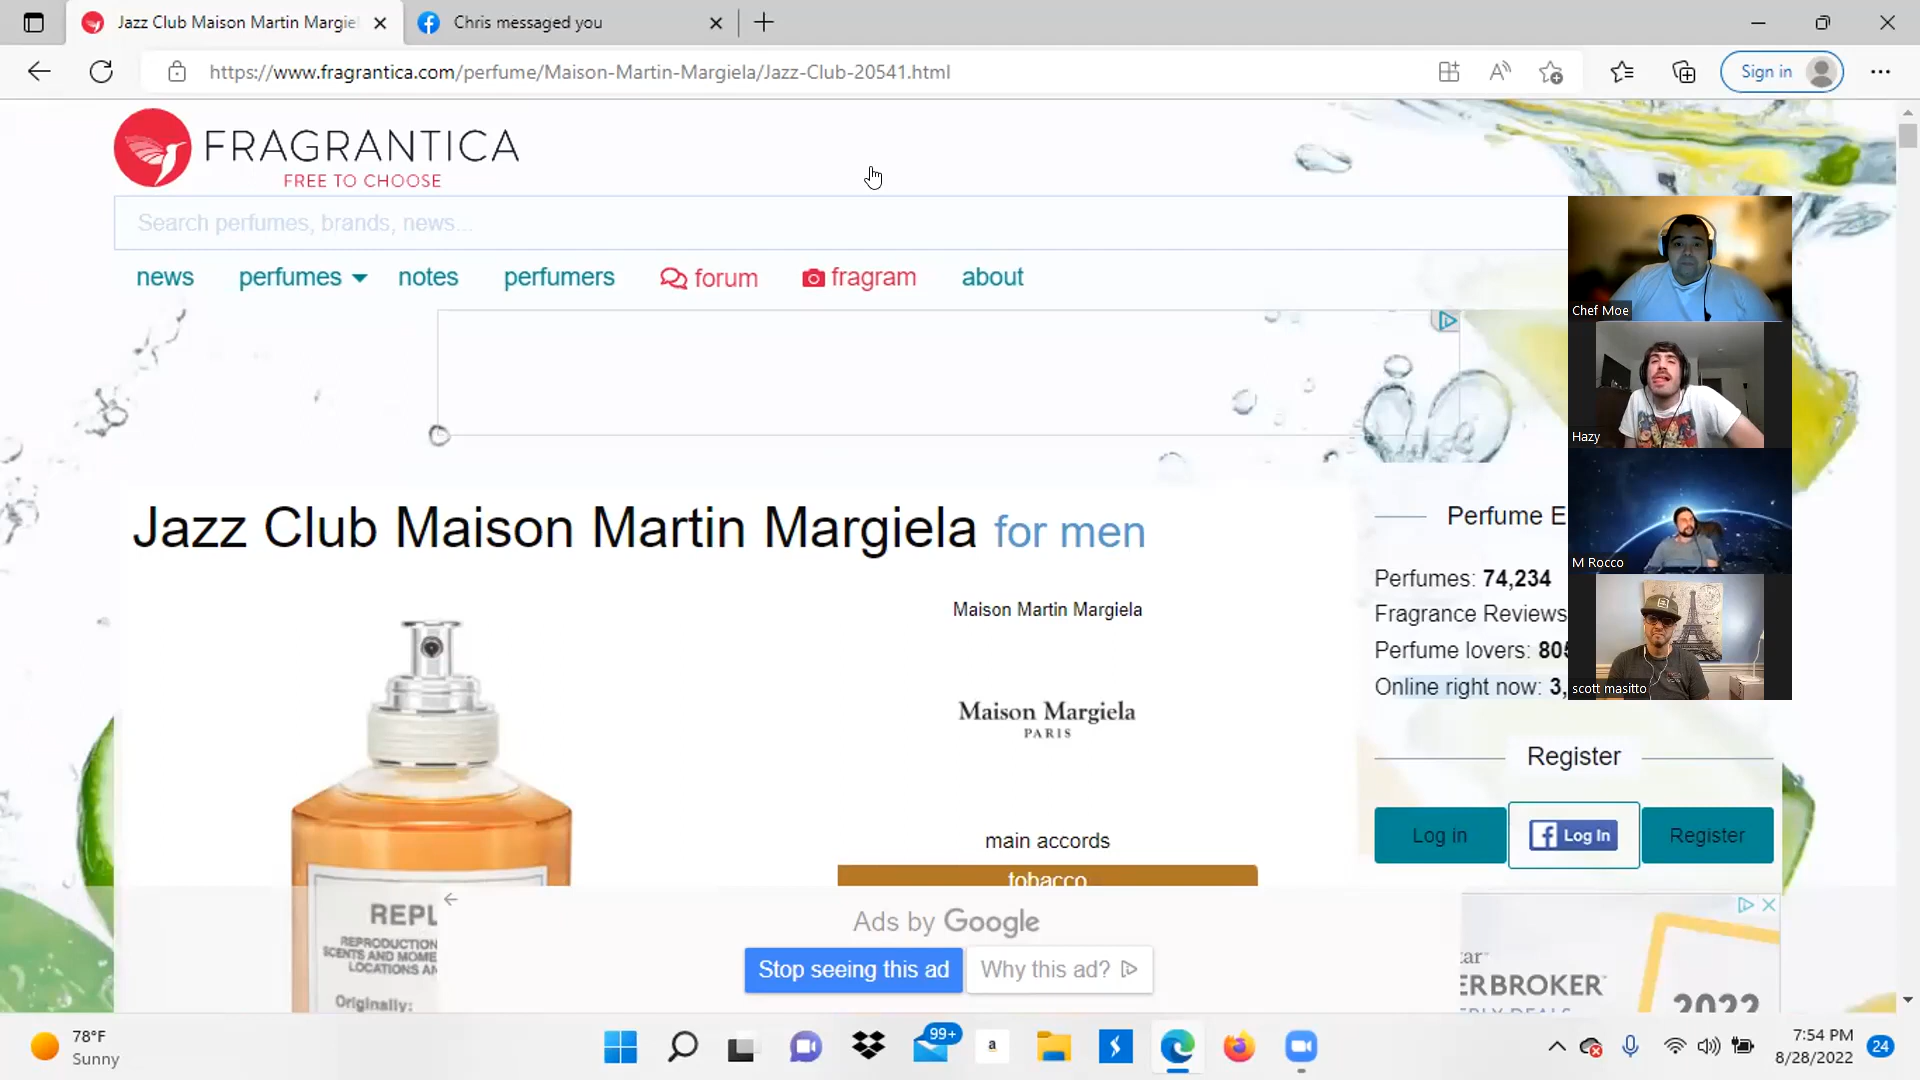 Jazz Club Maison Martin Margiel
Chris messaged you
https://www.fragrantica.com/perfume/Maison-Martin-Margiela/Jazz-Club-20541.html
Sign in
FRAGRANTICA
FREE TO CHOOSE
Search perfumes, brands, news...
news
perfumes
notes
perfumers
forum
fragram
about
Chef Moe
Hazy
M Rocco
scott masitto
Jazz Club Maison Martin Margiela for men
Perfume E
Perfumes: 74,234
Fragrance Reviews
Perfume lovers: 805
Online right now: 3,
Maison Martin Margiela
Maison Margiela
PARIS
Register
Log in
Log In
Register
main accords
tobacco
REPL
REPRODUCTION
SCENTS AND MOME
LOCATIONS AN
Originally:
Ads by Google
Stop seeing this ad
Why this ad?
tar
ERBROKER™
ERLY DEALS
2022
78°F
Sunny
99+
a
7:54 PM
8/28/2022
24